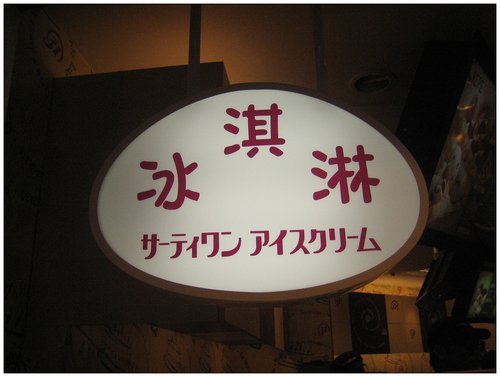 冰淇淋
サーティワン アイスクリーム